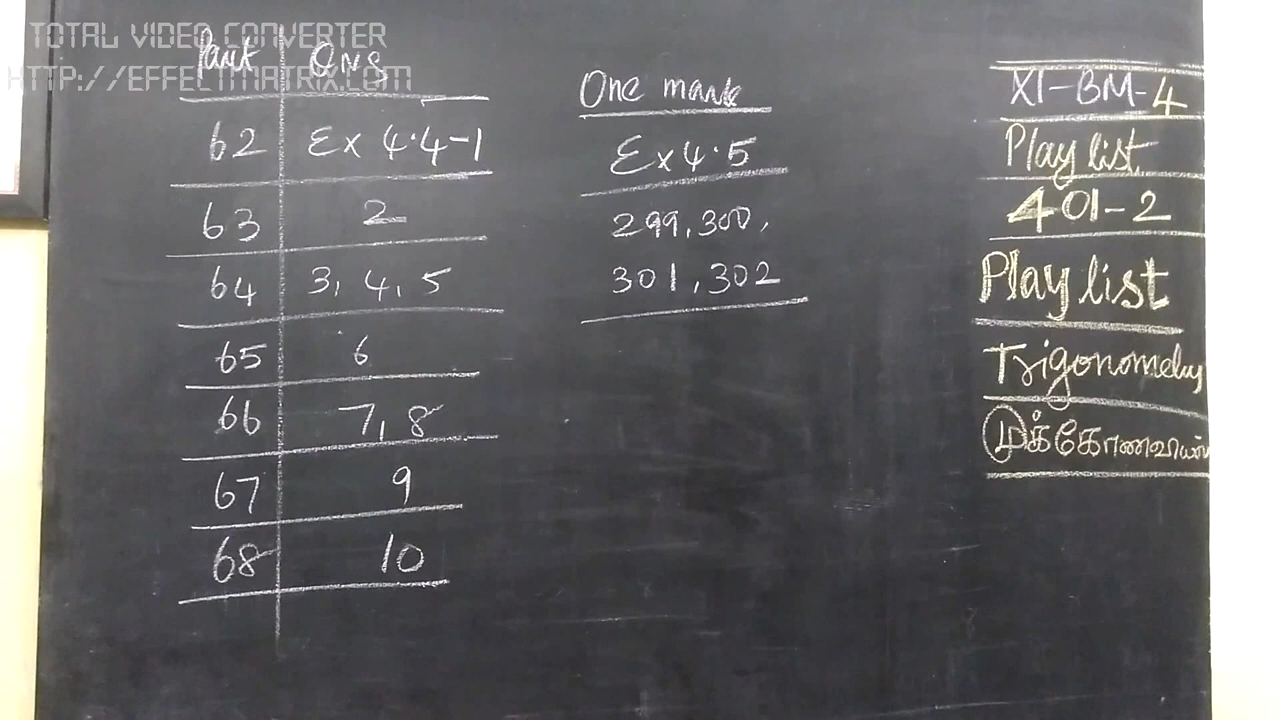 TOTAL VIDEO CONVERTER
HTTP://EFFECTMATRIX.COM
Part QNS
62 Ex 4.4-1
63 2
64 3, 4, 5
65 6
66 7, 8
67 9
68 10
One mark
Ex 4.5
299, 300,
301, 302
XI-BM-4
Play list
401-2
Play list
Trigonometry
முக்கோணவியல்